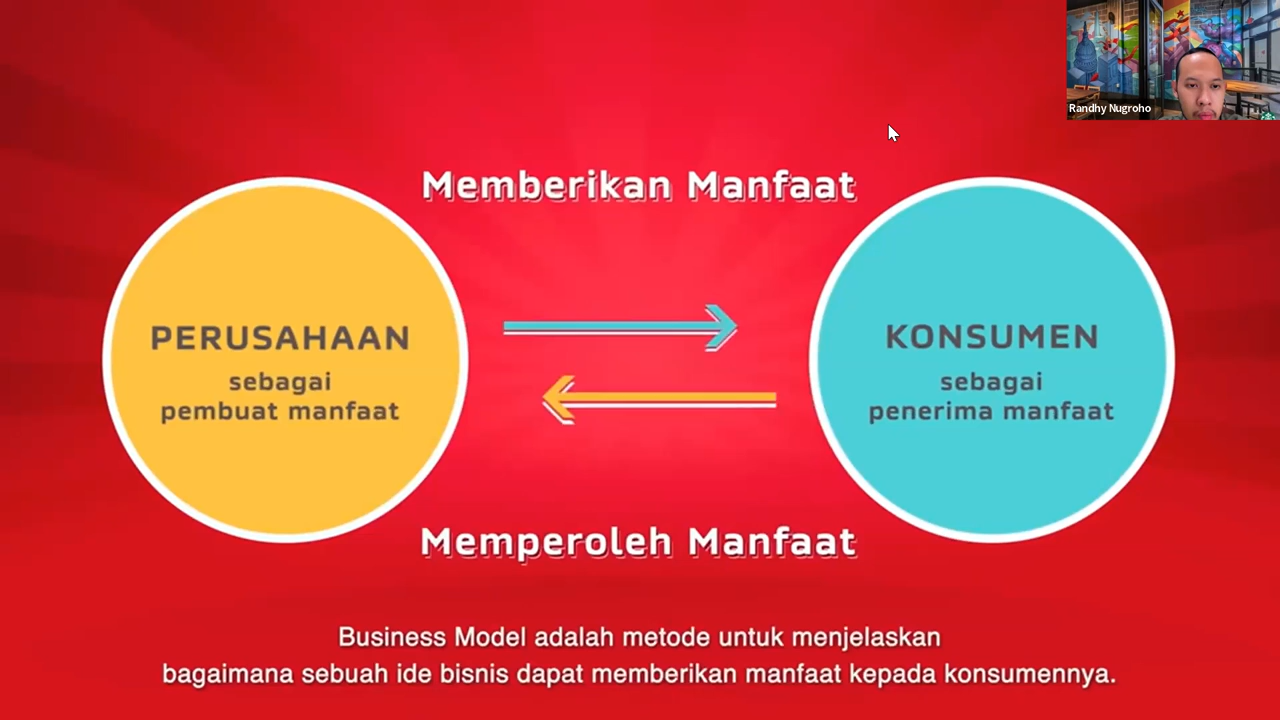 Randhy Nugroho
Memberikan Manfaat
PERUSAHAAN
sebagai
pembuat manfaat
KONSUMEN
sebagai
penerima manfaat
Memperoleh Manfaat
Business Model adalah metode untuk menjelaskan
bagaimana sebuah ide bisnis dapat memberikan manfaat kepada konsumennya.